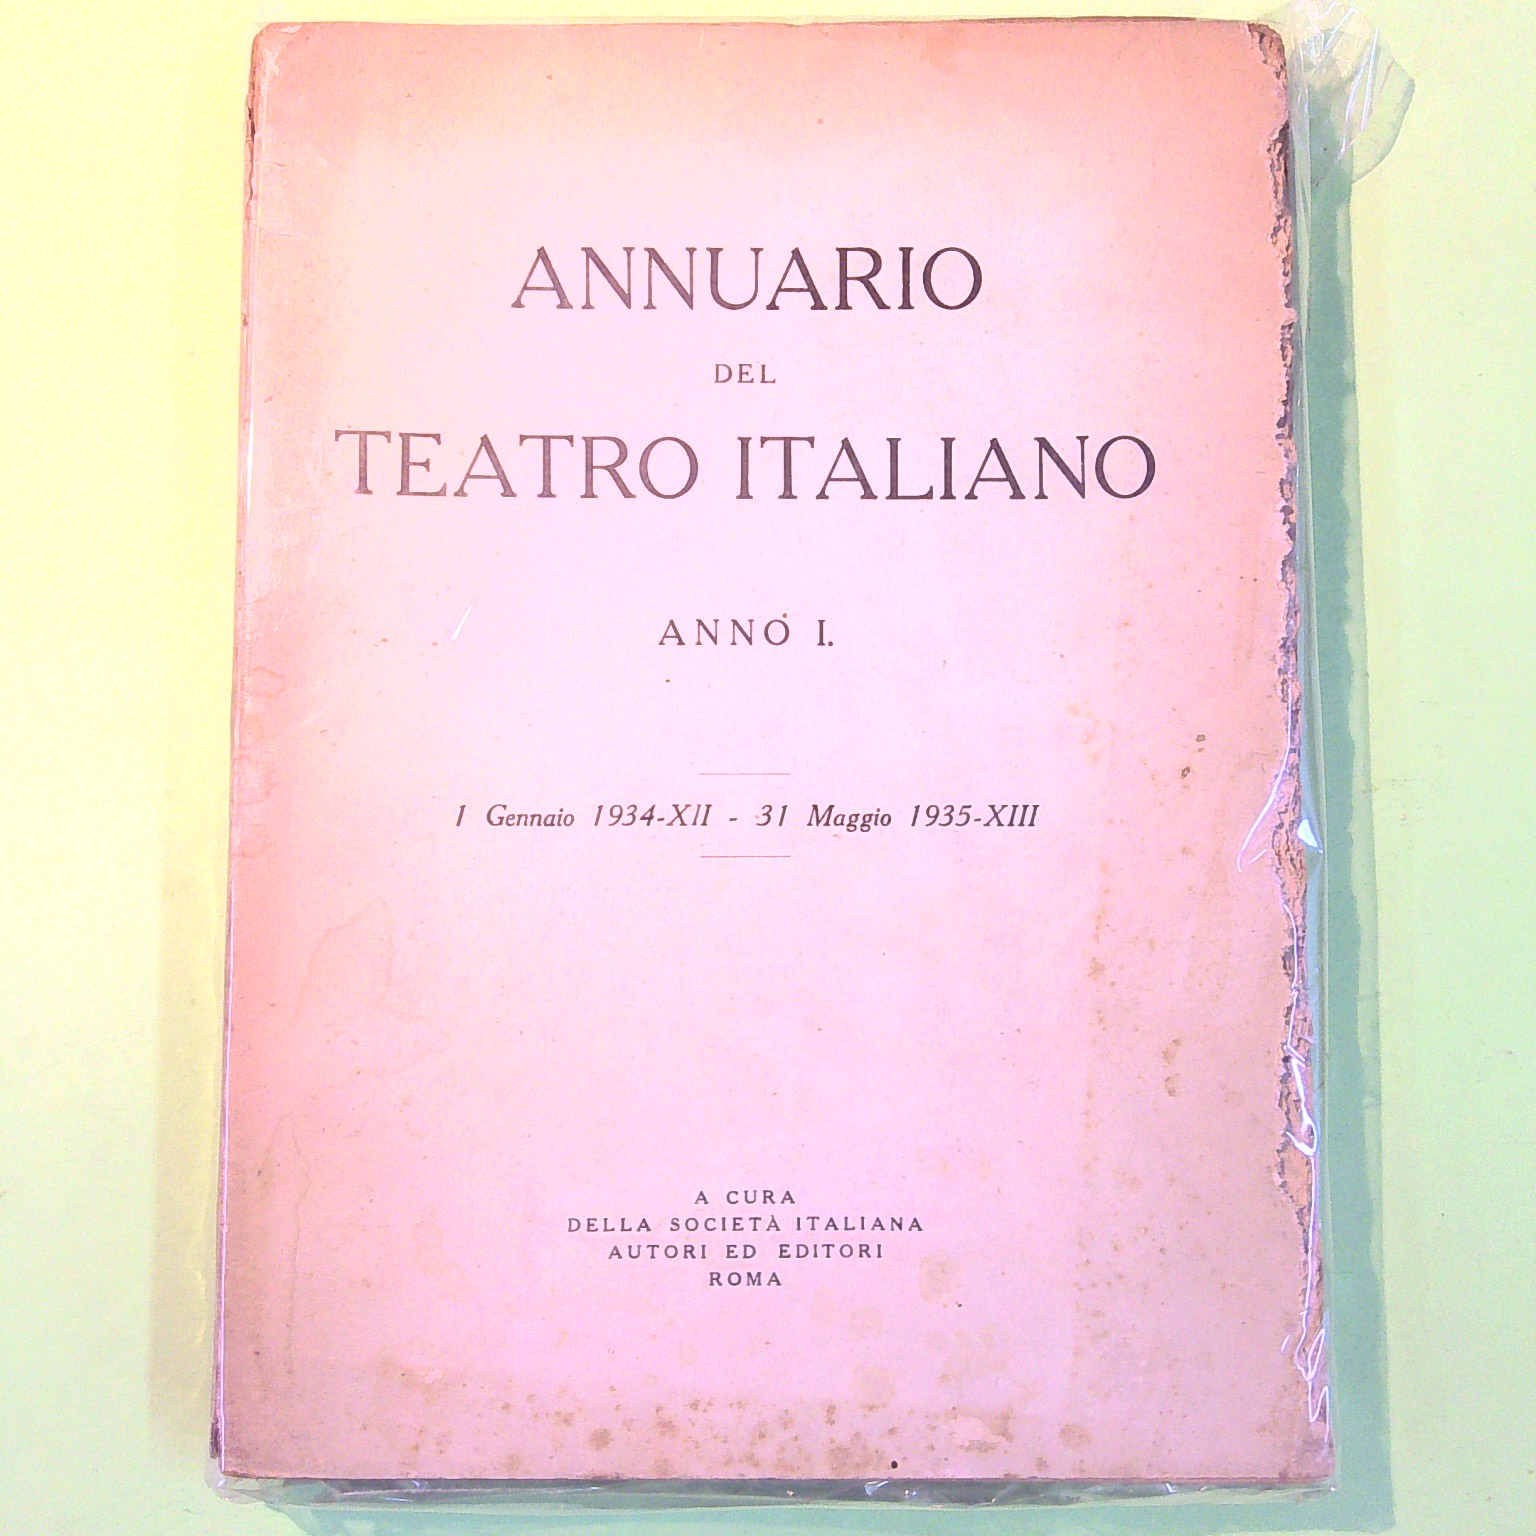 ANNUARIO
DEL
TEATRO ITALIANO
ANNO I.
1 Gennaio 1934-XII - 31 Maggio 1935-XIII
A CURA
DELLA SOCIETÀ ITALIANA
AUTORI ED EDITORI
ROMA